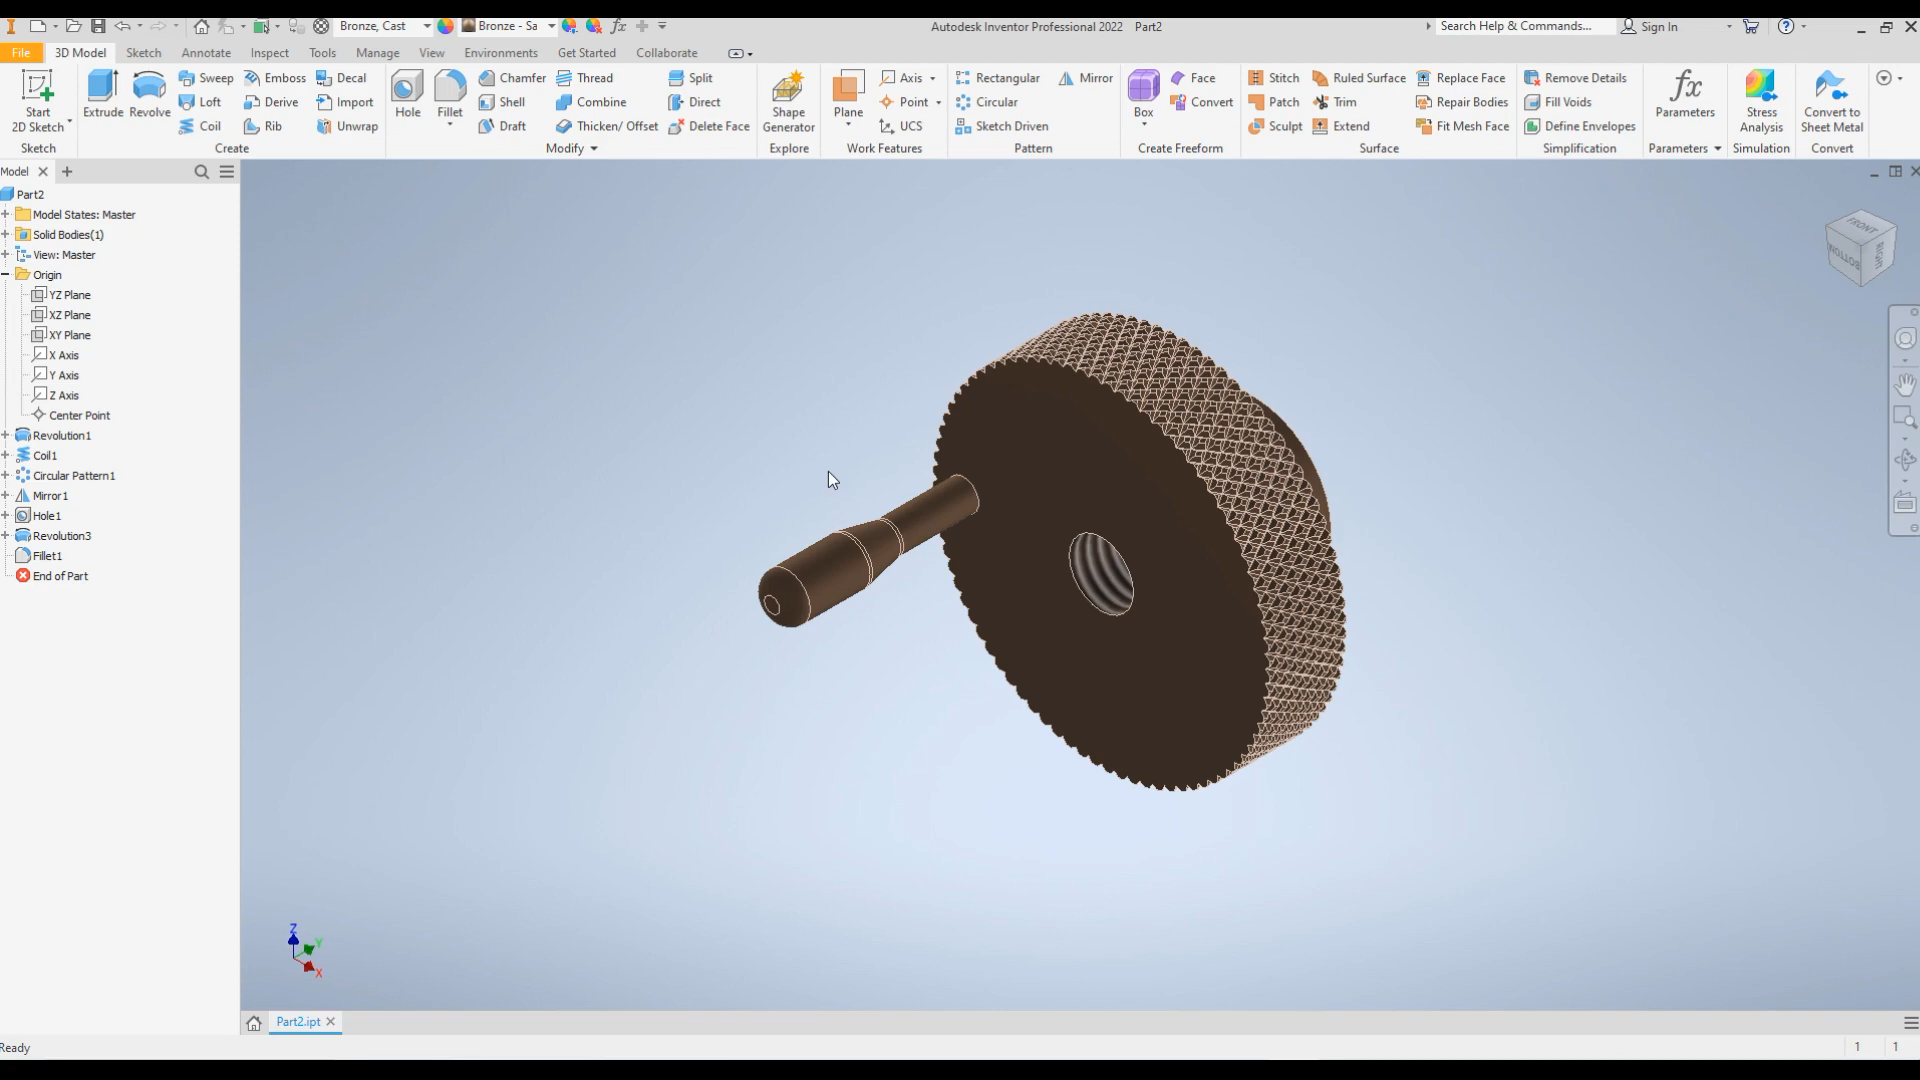 Bronze, Cast
Bronze - Sa
fx
Autodesk Inventor Professional 2022 Part2
Search Help & Commands...
Sign In
File 3D Model Sketch Annotate Inspect Tools Manage View Environments Get Started Collaborate
Start
2D Sketch
Sketch
Extrude
Revolve
Sweep
Loft
Coil
Emboss
Derive
Rib
Decal
Import
Unwrap
Create
Hole
Fillet
Chamfer
Shell
Draft
Thread
Combine
Thicken/ Offset
Split
Direct
Delete Face
Modify
Shape
Generator
Explore
Plane
Axis
Point
UCS
Work Features
Rectangular
Circular
Sketch Driven
Mirror
Pattern
Box
Face
Convert
Create Freeform
Stitch
Patch
Sculpt
Ruled Surface
Trim
Extend
Replace Face
Repair Bodies
Fit Mesh Face
Surface
Remove Details
Fill Voids
Define Envelopes
Simplification
fx
Parameters
Parameters
Stress
Analysis
Simulation
Convert to
Sheet Metal
Convert
Model
Part2
Model States: Master
Solid Bodies(1)
View: Master
Origin
YZ Plane
XZ Plane
XY Plane
X Axis
Y Axis
Z Axis
Center Point
Revolution1
Coil1
Circular Pattern1
Mirror1
Hole1
Revolution3
Fillet1
End of Part
FRONT
BOTTOM
RIGHT
Z
Y
X
Part2.ipt
Ready
1 1